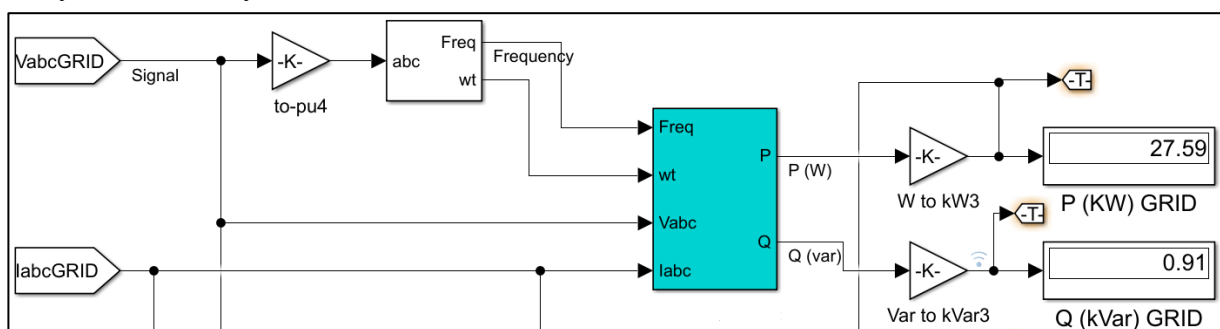 VabcGRID
Signal
-K-
to-pu4
abc
Freq
wt
Frequency
Freq
wt
Vabc
Iabc
P
Q
P (W)
Q (var)
-K-
W to kW3
-T-
27.59
P (KW) GRID
-T-
IabcGRID
-K-
Var to kVar3
0.91
Q (kVar) GRID